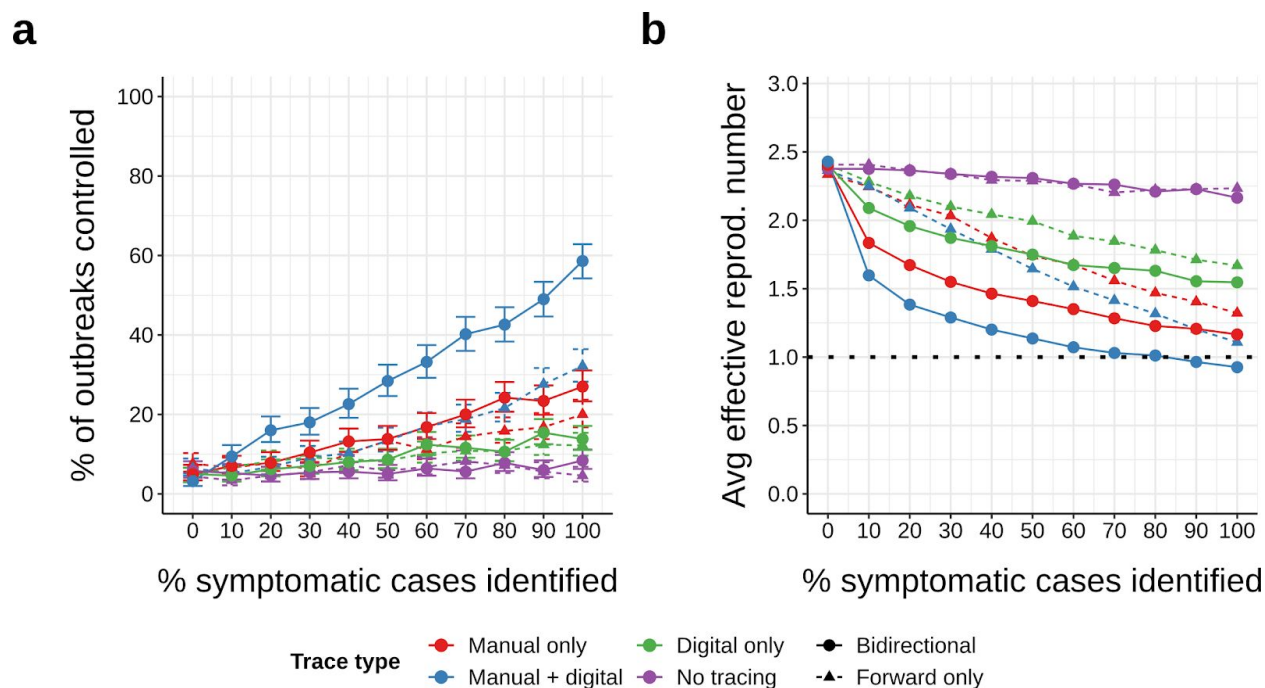 a
% of outbreaks controlled
100
80
60
40
20
0
0 10 20 30 40 50 60 70 80 90 100
% symptomatic cases identified
b
Avg effective reprod. number
3.0
2.5
2.0
1.5
1.0
0.5
0.0
0 10 20 30 40 50 60 70 80 90 100
% symptomatic cases identified
Trace type
Manual only
Digital only
Bidirectional
Manual + digital
No tracing
Forward only